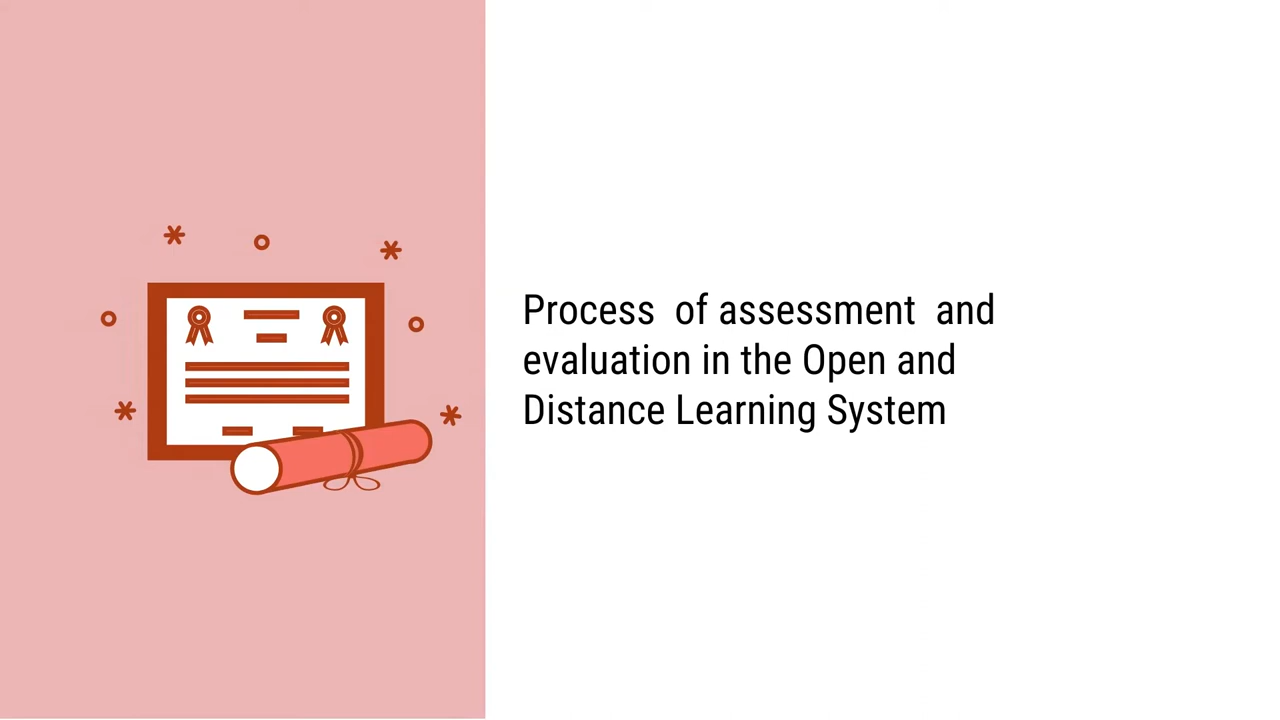 Process  of assessment  and
evaluation in the Open and
Distance Learning System